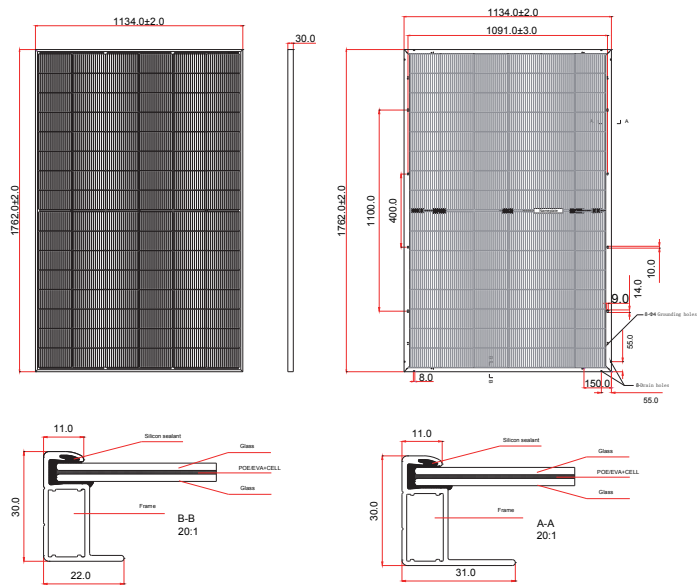 1134.0±2.0
30.0
1762.0±2.0
1134.0±2.0
1091.0±3.0
A
A
1762.0±2.0
1100.0
400.0
10.0
14.0
9.0
Grounding holes
55.0
B
8.0
150.0
8-Drain holes
55.0
11.0
Silicon sealant
Glass
POE/EVA+CELL
Glass
30.0
Frame
B-B
20:1
22.0
11.0
Silicon sealant
Glass
POE/EVA+CELL
Glass
30.0
Frame
A-A
20:1
31.0